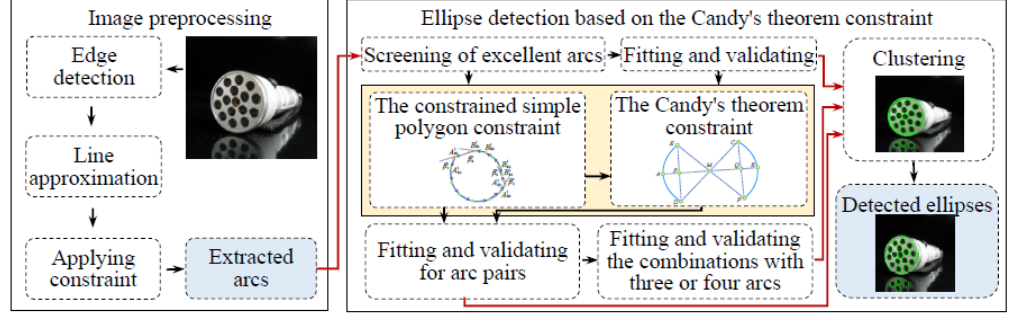 Image preprocessing
Edge
detection
Line
approximation
Applying
constraint
Extracted
arcs
Ellipse detection based on the Candy's theorem constraint
Screening of excellent arcs
Fitting and validating
The constrained simple
polygon constraint
The Candy's theorem
constraint
Fitting and validating
for arc pairs
Fitting and validating
the combinations with
three or four arcs
Clustering
Detected ellipses